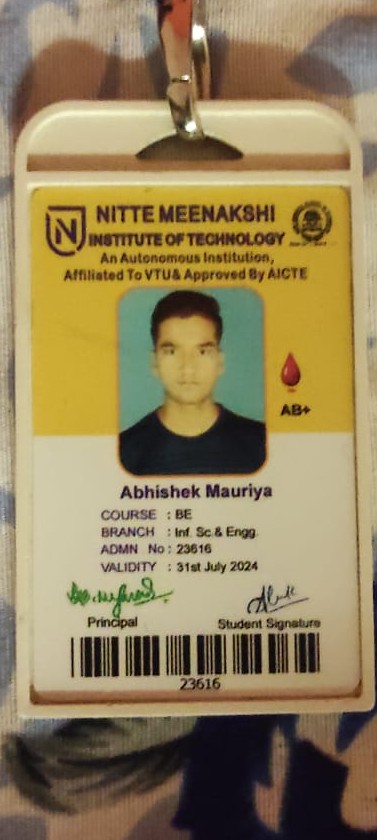 N
NITTE MEENAKSHI
INSTITUTE OF TECHNOLOGY
An Autonomous Institution,
Affiliated To VTU& Approved By AICTE
AB+
Abhishek Mauriya
COURSE : BE
BRANCH : Inf. Sc.& Engg.
ADMN No : 23616
VALIDITY : 31st July 2024
Principal
Student Signature
23616